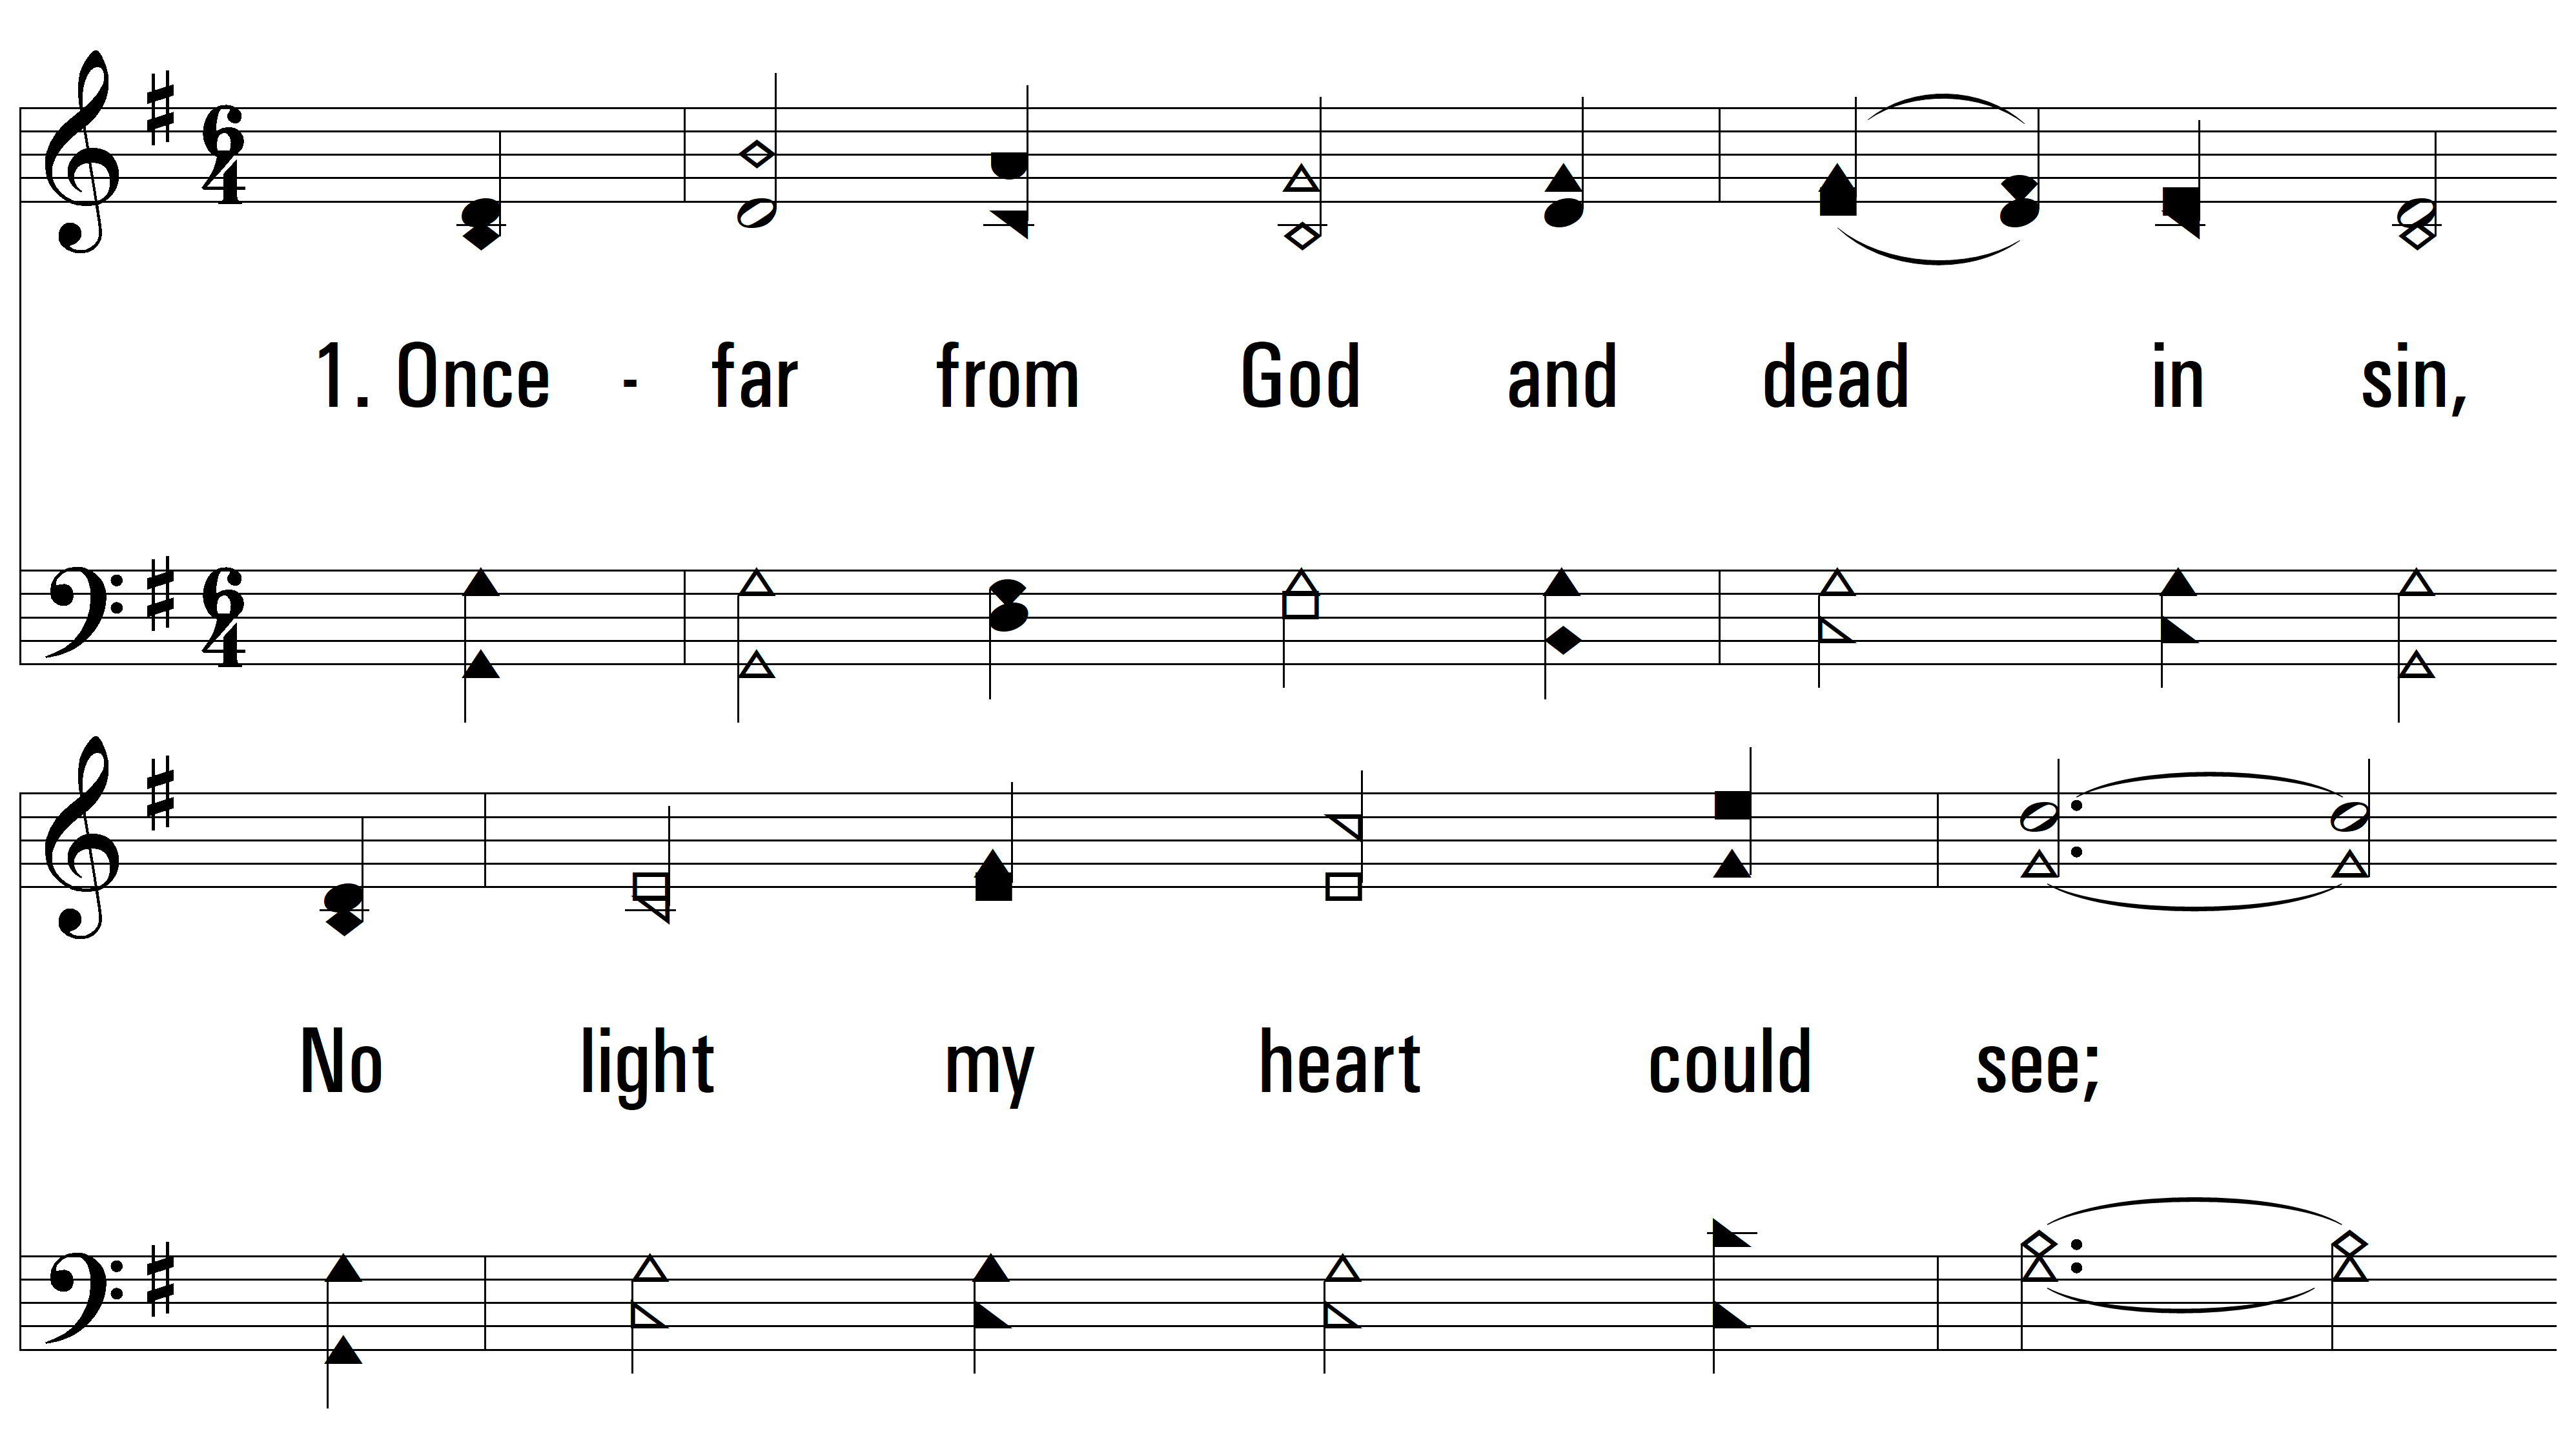 1. Once - far from God and dead in sin,
No light my heart could see;